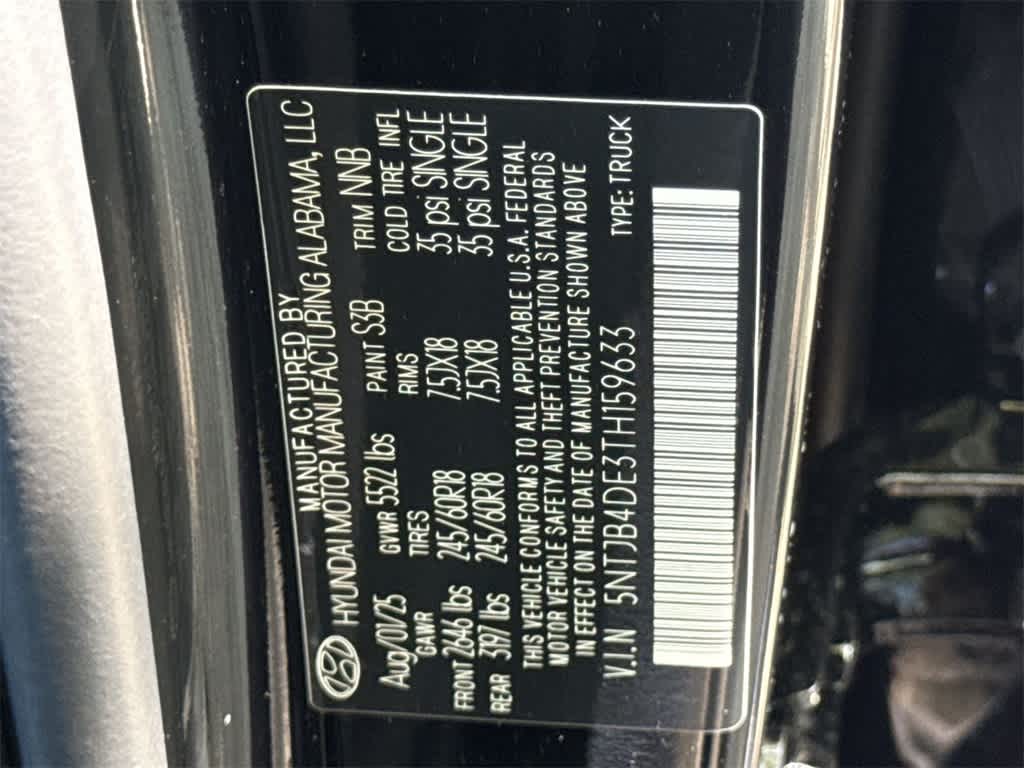 MANUFACTURED BY
HYUNDAI MOTOR MANUFACTURING ALABAMA, LLC
Aug/07/25 GVWR 5522 lbs PAINT S3B TRIM NNB
GAWR TIRES RIMS COLD TIRE INFL
FRONT 2646 lbs 245/60R18 7.5JX18 35 psi SINGLE
REAR 3197 lbs 245/60R18 7.5JX18 35 psi SINGLE
THIS VEHICLE CONFORMS TO ALL APPLICABLE U.S.A. FEDERAL
MOTOR VEHICLE SAFETY AND THEFT PREVENTION STANDARDS
IN EFFECT ON THE DATE OF MANUFACTURE SHOWN ABOVE
V.I.N 5NTJB4DE3TH159633 TYPE: TRUCK